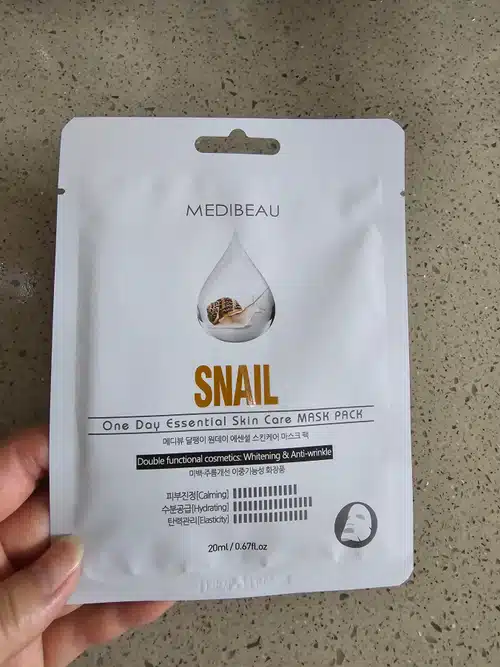 MEDIBEAU
SNAIL
One Day Essential Skin Care MASK PACK
메디뷰 달팽이 원데이 에센셜 스킨케어 마스크 팩
Double functional cosmetics: Whitening & Anti-wrinkle
미백·주름개선 이중기능성 화장품
피부진정[Calming]
수분공급[Hydrating]
탄력관리[Elasticity]
20ml / 0.67fl.oz